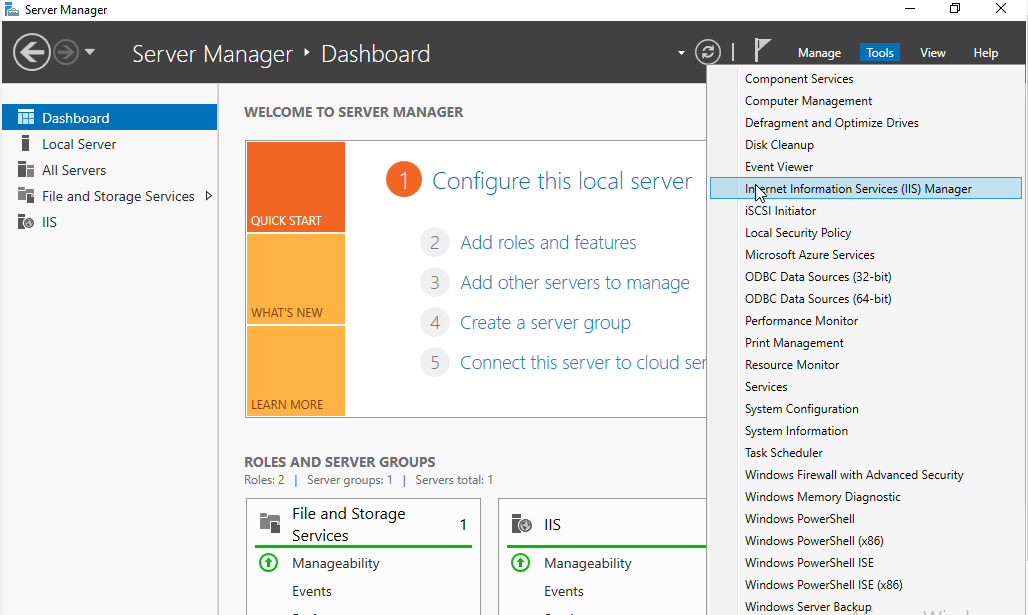 Server Manager
Server Manager ‣ Dashboard
Manage Tools View Help
Dashboard
Local Server
All Servers
File and Storage Services
IIS
WELCOME TO SERVER MANAGER
QUICK START
WHAT'S NEW
LEARN MORE
1 Configure this local server
2 Add roles and features
3 Add other servers to manage
4 Create a server group
5 Connect this server to cloud ser
ROLES AND SERVER GROUPS
Roles: 2 | Server groups: 1 | Servers total: 1
File and Storage
Services
1
Manageability
Events
IIS
Manageability
Events
Component Services
Computer Management
Defragment and Optimize Drives
Disk Cleanup
Event Viewer
Internet Information Services (IIS) Manager
iSCSI Initiator
Local Security Policy
Microsoft Azure Services
ODBC Data Sources (32-bit)
ODBC Data Sources (64-bit)
Performance Monitor
Print Management
Resource Monitor
Services
System Configuration
System Information
Task Scheduler
Windows Firewall with Advanced Security
Windows Memory Diagnostic
Windows PowerShell
Windows PowerShell (x86)
Windows PowerShell ISE
Windows PowerShell ISE (x86)
Windows Server Backup